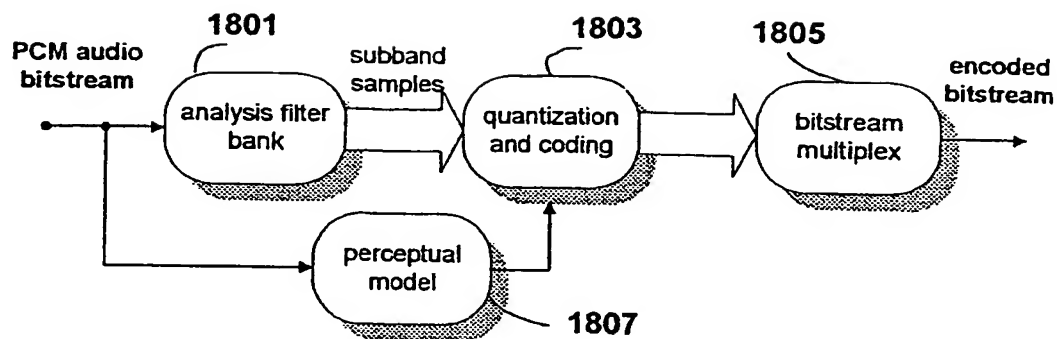 1801
1803
1805
PCM audio
bitstream
subband
samples
encoded
bitstream
analysis filter
bank
quantization
and coding
bitstream
multiplex
perceptual
model
1807